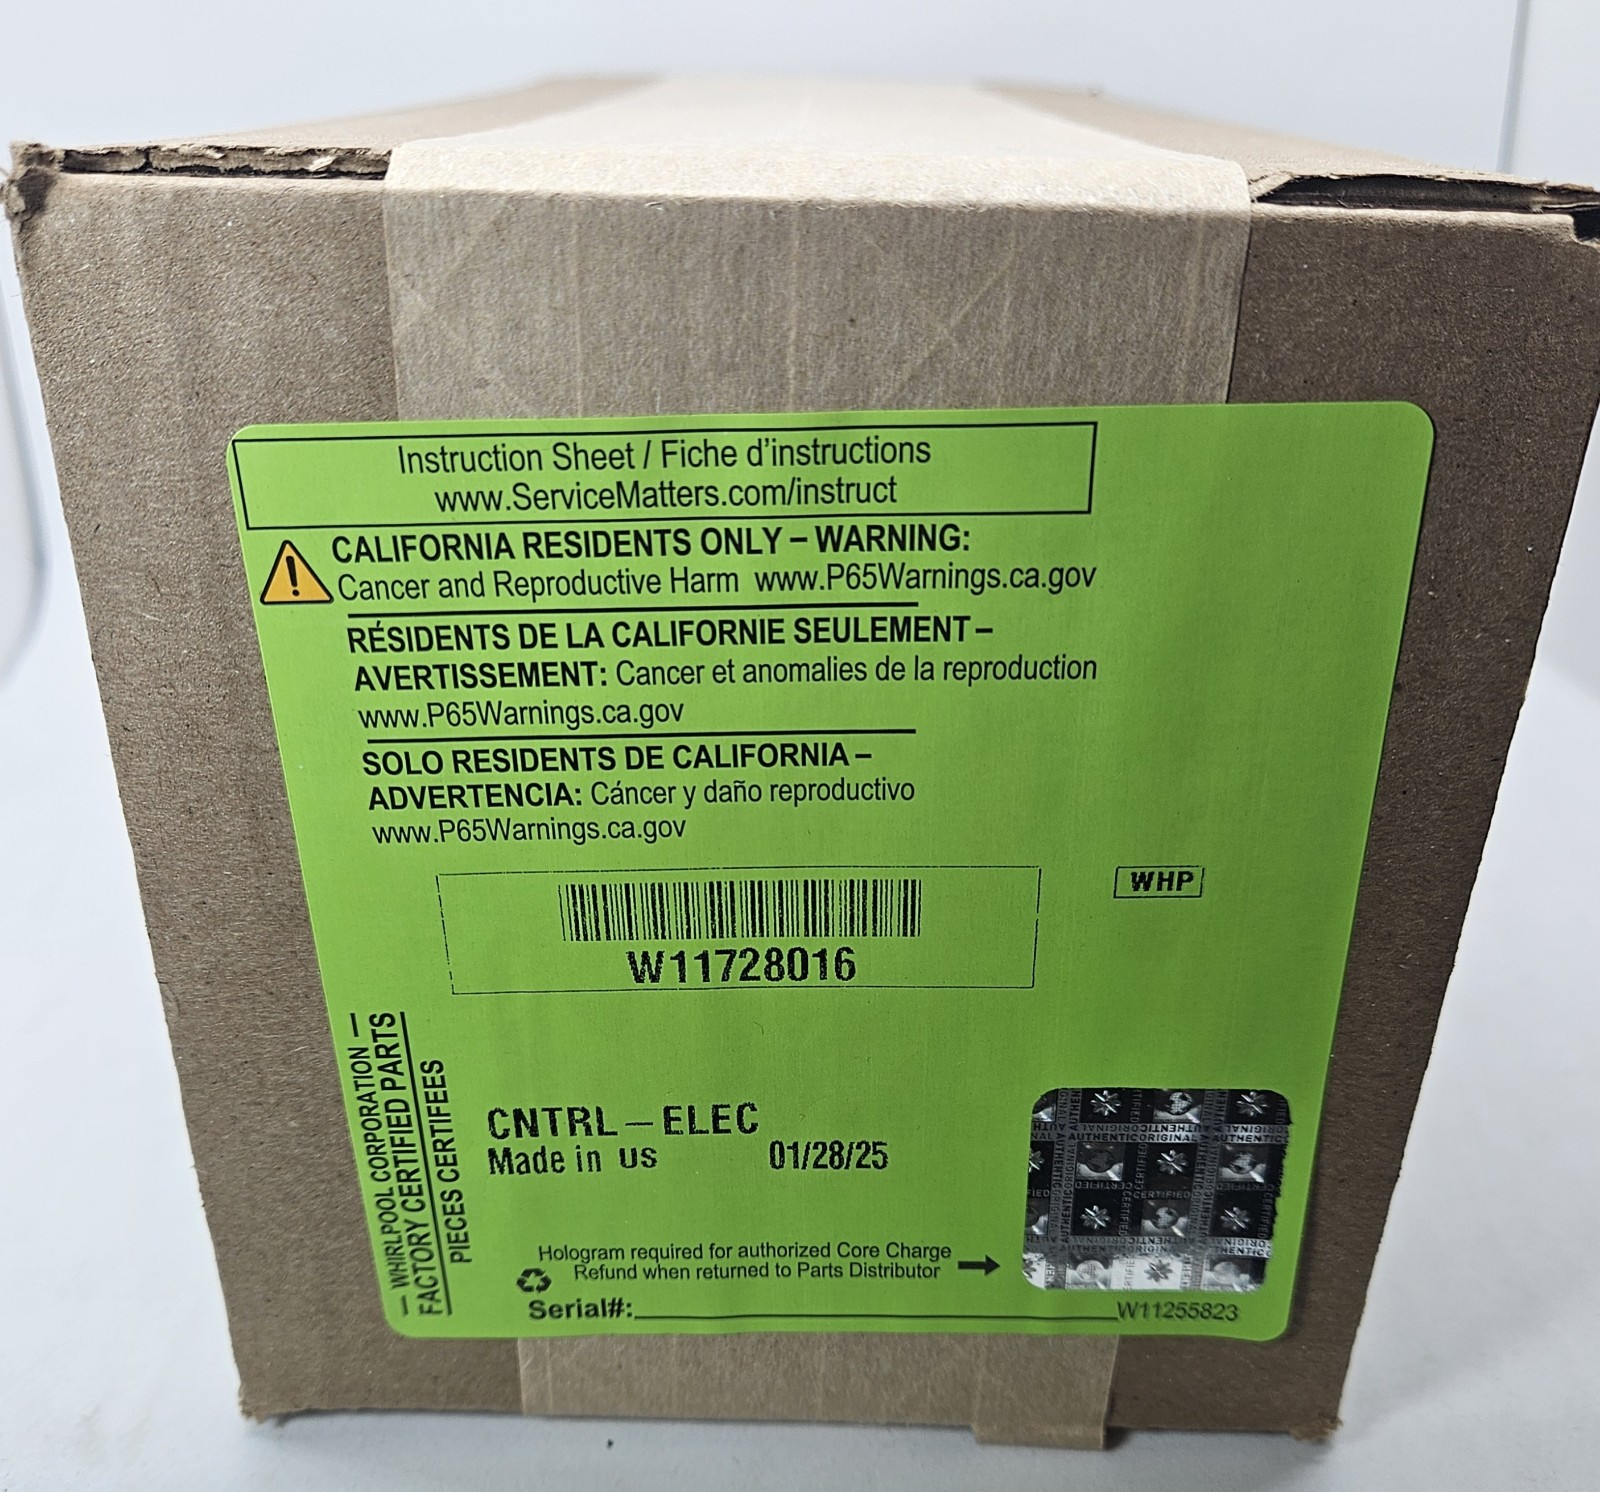 Instruction Sheet / Fiche d'instructions
www.ServiceMatters.com/instruct
CALIFORNIA RESIDENTS ONLY – WARNING:
Cancer and Reproductive Harm www.P65Warnings.ca.gov
RÉSIDENTS DE LA CALIFORNIE SEULEMENT –
AVERTISSEMENT: Cancer et anomalies de la reproduction
www.P65Warnings.ca.gov
SOLO RESIDENTS DE CALIFORNIA –
ADVERTENCIA: Cáncer y daño reproductivo
www.P65Warnings.ca.gov
WHP
W11728016
— WHIRLPOOL CORPORATION —
FACTORY CERTIFIED PARTS
PIECES CERTIFEES
CNTRL-ELEC
Made in US 01/28/25
AUTHENTIC ORIGINAL
CERTIFIED
Hologram required for authorized Core Charge
Refund when returned to Parts Distributor
Serial#:
W11255823